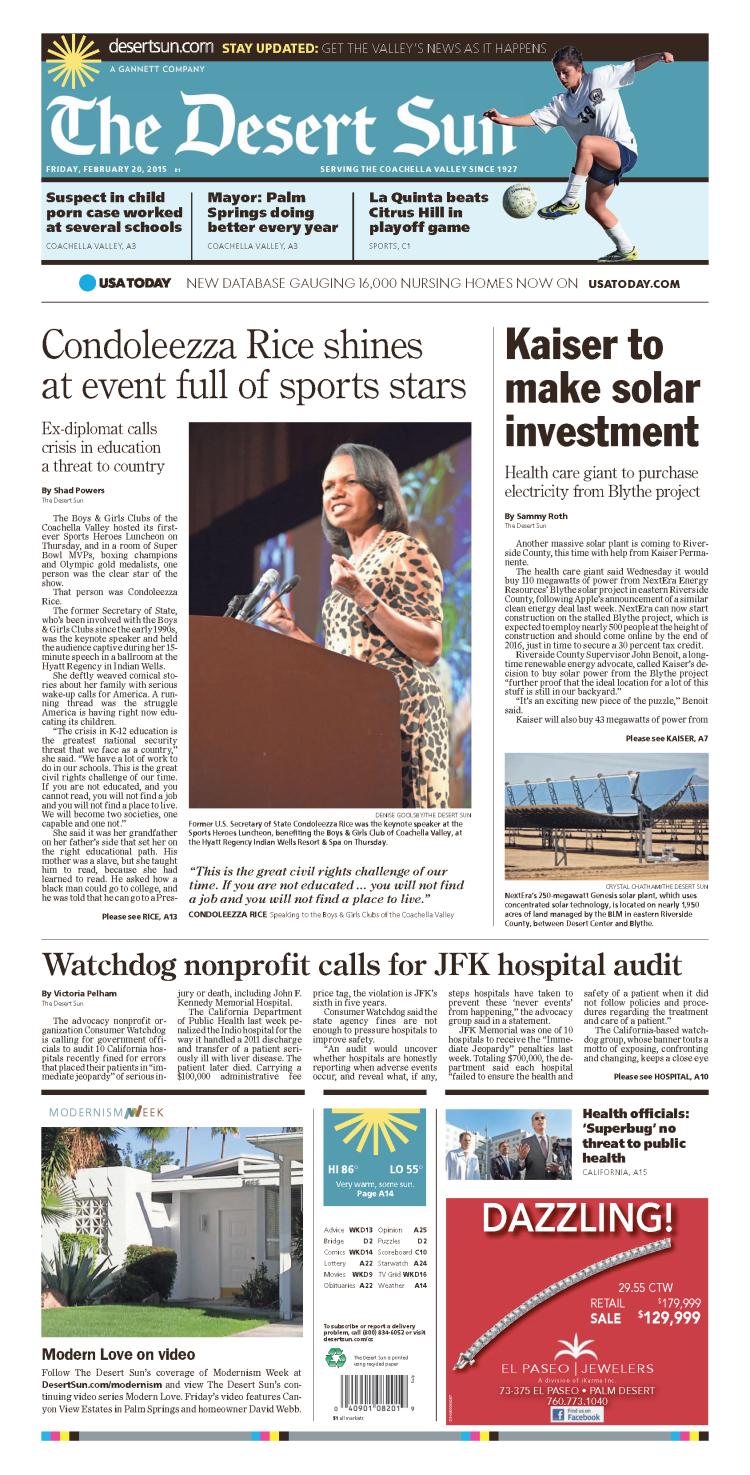 desertsun.com STAY UPDATED: GET THE VALLEY'S NEWS AS IT HAPPENS
A GANNETT COMPANY
The Desert Sun
39
FRIDAY, FEBRUARY 20, 2015 E1
SERVING THE COACHELLA VALLEY SINCE 1927
Suspect in child
porn case worked
at several schools
COACHELLA VALLEY, A3
Mayor: Palm
Springs doing
better every year
COACHELLA VALLEY, A3
La Quinta beats
Citrus Hill in
playoff game
SPORTS, C1
USA TODAY NEW DATABASE GAUGING 16,000 NURSING HOMES NOW ON USATODAY.COM
Condoleezza Rice shines
at event full of sports stars
Ex-diplomat calls
crisis in education
a threat to country
By Shad Powers
The Desert Sun
The Boys & Girls Clubs of the
Coachella Valley hosted its first-
ever Sports Heroes Luncheon on
Thursday, and in a room of Super
Bowl MVPs, boxing champions
and Olympic gold medalists, one
person was the clear star of the
show.
That person was Condoleezza
Rice.
The former Secretary of State,
who's been involved with the Boys
& Girls Clubs since the early 1990s,
was the keynote speaker and held
the audience captive during her 15-
minute speech in a ballroom at the
Hyatt Regency in Indian Wells.
She deftly weaved comical sto-
ries about her family with serious
wake-up calls for America. A run-
ning thread was the struggle
America is having right now edu-
cating its children.
"The crisis in K-12 education is
the greatest national security
threat that we face as a country,"
she said. "We have a lot of work to
do in our schools. This is the great
civil rights challenge of our time.
If you are not educated, and you
cannot read, you will not find a job
and you will not find a place to live.
We will become two societies, one
capable and one not."
She said it was her grandfather
on her father's side that set her on
the right educational path. His
mother was a slave, but she taught
him to read, because she had
learned to read. He asked how a
black man could go to college, and
he was told that he can go to a Pres-
Please see RICE, A13
DENISE GOOLSBY/THE DESERT SUN
Former U.S. Secretary of State Condoleezza Rice was the keynote speaker at the
Sports Heroes Luncheon, benefiting the Boys & Girls Club of Coachella Valley, at
the Hyatt Regency Indian Wells Resort & Spa on Thursday.
"This is the great civil rights challenge of our
time. If you are not educated ... you will not find
a job and you will not find a place to live."
CONDOLEEZZA RICE Speaking to the Boys & Girls Clubs of the Coachella Valley
Kaiser to
make solar
investment
Health care giant to purchase
electricity from Blythe project
By Sammy Roth
The Desert Sun
Another massive solar plant is coming to River-
side County, this time with help from Kaiser Perma-
nente.
The health care giant said Wednesday it would
buy 110 megawatts of power from NextEra Energy
Resources' Blythe solar project in eastern Riverside
County, following Apple's announcement of a similar
clean energy deal last week. NextEra can now start
construction on the stalled Blythe project, which is
expected to employ nearly 500 people at the height of
construction and should come online by the end of
2016, just in time to secure a 30 percent tax credit.
Riverside County Supervisor John Benoit, a long-
time renewable energy advocate, called Kaiser's de-
cision to buy solar power from the Blythe project
"further proof that the ideal location for a lot of this
stuff is still in our backyard."
"It's an exciting new piece of the puzzle," Benoit
said.
Kaiser will also buy 43 megawatts of power from
Please see KAISER, A7
CRYSTAL CHATHAM/THE DESERT SUN
NextEra's 250-megawatt Genesis solar plant, which uses
concentrated solar technology, is located on nearly 1,950
acres of land managed by the BLM in eastern Riverside
County, between Desert Center and Blythe.
Watchdog nonprofit calls for JFK hospital audit
By Victoria Pelham
The Desert Sun
The advocacy nonprofit or-
ganization Consumer Watchdog
is calling for government offi-
cials to audit 10 California hos-
pitals recently fined for errors
that placed their patients in "im-
mediate jeopardy" of serious in-
jury or death, including John F.
Kennedy Memorial Hospital.
The California Department
of Public Health last week pe-
nalized the Indio hospital for the
way it handled a 2011 discharge
and transfer of a patient seri-
ously ill with liver disease. The
patient later died. Carrying a
$100,000 administrative fee
price tag, the violation is JFK's
sixth in five years.
Consumer Watchdog said the
state agency fines are not
enough to pressure hospitals to
improve safety.
"An audit would uncover
whether hospitals are honestly
reporting when adverse events
occur, and reveal what, if any,
steps hospitals have taken to
prevent these 'never events'
from happening," the advocacy
group said in a statement.
JFK Memorial was one of 10
hospitals to receive the "Imme-
diate Jeopardy" penalties last
week. Totaling $700,000, the de-
partment said each hospital
"failed to ensure the health and
safety of a patient when it did
not follow policies and proce-
dures regarding the treatment
and care of a patient."
The California-based watch-
dog group, whose banner touts a
motto of exposing, confronting
and changing, keeps a close eye
Please see HOSPITAL, A10
MODERNISM WEEK
Modern Love on video
Follow The Desert Sun's coverage of Modernism Week at
DesertSun.com/modernism and view The Desert Sun's con-
tinuing video series Modern Love. Friday's video features Can-
yon View Estates in Palm Springs and homeowner David Webb.
HI 86° LO 55°
Very warm, some sun.
Page A14
Advice WKD13 Opinion A25
Bridge D2 Puzzles D2
Comics WKD14 Scoreboard C10
Lottery A22 Starwatch A24
Movies WKD9 TV Grid WKD16
Obituaries A22 Weather A14
To subscribe or report a delivery
problem, call (800) 834-6052 or visit
desertsun.com/cs
The Desert Sun is printed
using recycled paper
0 40901 08201 9
$1 all markets
Health officials:
'Superbug' no
threat to public
health
CALIFORNIA, A15
DAZZLING!
29.55 CTW
RETAIL $179,999
SALE $129,999
EL PASEO JEWELERS
A division of iKarma Inc.
73-375 EL PASEO • PALM DESERT
760.773.1040
Find us on
Facebook